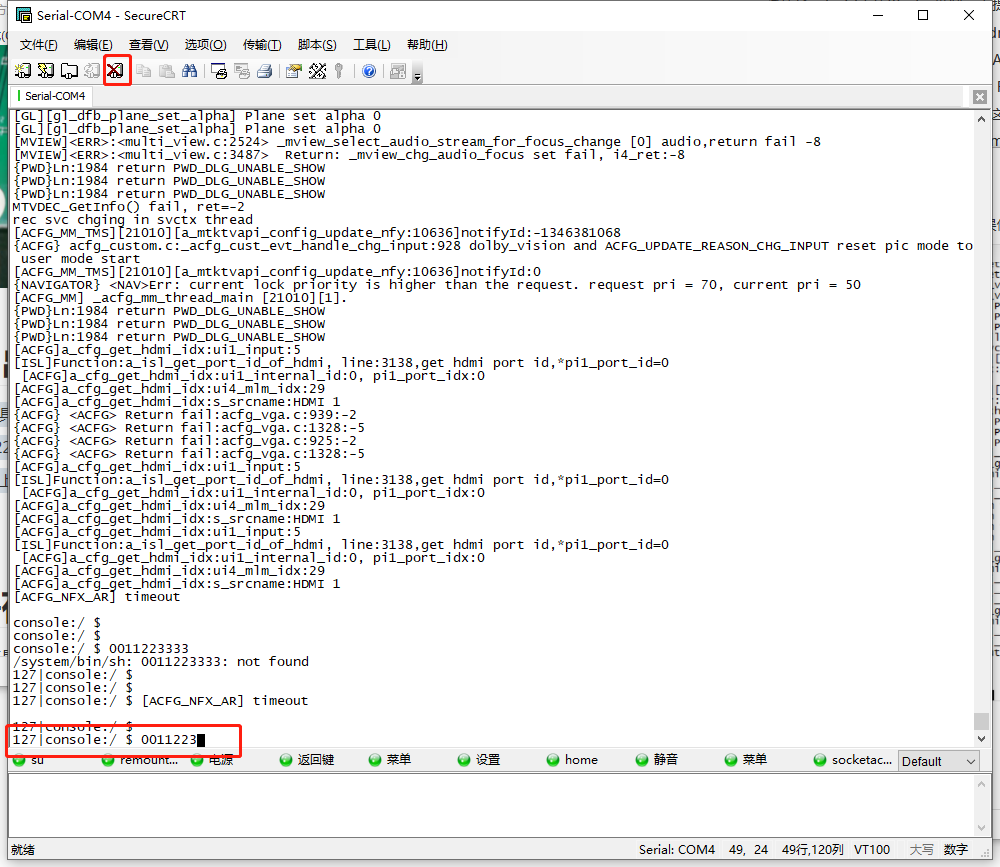 Serial-COM4 - SecureCRT
文件(F) 编辑(E) 查看(V) 选项(O) 传输(T) 脚本(S) 工具(L) 帮助(H)
Serial-COM4
[GL][gl_dfb_plane_set_alpha] Plane set alpha 0
[GL][gl_dfb_plane_set_alpha] Plane set alpha 0
[MVIEW]<ERR>:<multi_view.c:2524> _mview_select_audio_stream_for_focus_change [0] audio,return fail -8
[MVIEW]<ERR>:<multi_view.c:3487>  Return: _mview_chg_audio_focus set fail, i4_ret:-8
{PWD}Ln:1984 return PWD_DLG_UNABLE_SHOW
{PWD}Ln:1984 return PWD_DLG_UNABLE_SHOW
{PWD}Ln:1984 return PWD_DLG_UNABLE_SHOW
MTVDEC_GetInfo() fail, ret=-2
rec svc chging in svctx thread
[ACFG_MM_TMS][21010][a_mtktvapi_config_update_nfy:10636]notifyId:-1346381068
{ACFG} acfg_custom.c:_acfg_cust_evt_handle_chg_input:928 dolby_vision and ACFG_UPDATE_REASON_CHG_INPUT reset pic mode to
 user mode start
[ACFG_MM_TMS][21010][a_mtktvapi_config_update_nfy:10636]notifyId:0
{NAVIGATOR} <NAV>Err: current lock priority is higher than the request. request pri = 70, current pri = 50
[ACFG_MM] _acfg_mm_thread_main [21010][1].
{PWD}Ln:1984 return PWD_DLG_UNABLE_SHOW
{PWD}Ln:1984 return PWD_DLG_UNABLE_SHOW
{PWD}Ln:1984 return PWD_DLG_UNABLE_SHOW
[ACFG]a_cfg_get_hdmi_idx:ui1_input:5
[ISL]Function:a_isl_get_port_id_of_hdmi, line:3138,get hdmi port id,*pi1_port_id=0
 [ACFG]a_cfg_get_hdmi_idx:ui1_internal_id:0, pi1_port_idx:0
[ACFG]a_cfg_get_hdmi_idx:ui4_mlm_idx:29
[ACFG]a_cfg_get_hdmi_idx:s_srcname:HDMI 1
{ACFG} <ACFG> Return fail:acfg_vga.c:939:-2
{ACFG} <ACFG> Return fail:acfg_vga.c:1328:-5
{ACFG} <ACFG> Return fail:acfg_vga.c:925:-2
{ACFG} <ACFG> Return fail:acfg_vga.c:1328:-5
[ACFG]a_cfg_get_hdmi_idx:ui1_input:5
[ISL]Function:a_isl_get_port_id_of_hdmi, line:3138,get hdmi port id,*pi1_port_id=0
 [ACFG]a_cfg_get_hdmi_idx:ui1_internal_id:0, pi1_port_idx:0
[ACFG]a_cfg_get_hdmi_idx:ui4_mlm_idx:29
[ACFG]a_cfg_get_hdmi_idx:s_srcname:HDMI 1
[ACFG]a_cfg_get_hdmi_idx:ui1_input:5
[ISL]Function:a_isl_get_port_id_of_hdmi, line:3138,get hdmi port id,*pi1_port_id=0
 [ACFG]a_cfg_get_hdmi_idx:ui1_internal_id:0, pi1_port_idx:0
[ACFG]a_cfg_get_hdmi_idx:ui4_mlm_idx:29
[ACFG]a_cfg_get_hdmi_idx:s_srcname:HDMI 1
[ACFG_NFX_AR] timeout
console:/ $
console:/ $
console:/ $ 0011223333
/system/bin/sh: 0011223333: not found
127|console:/ $
127|console:/ $
127|console:/ $ [ACFG_NFX_AR] timeout
127|console:/ $
127|console:/ $ 0011223
su remount... 电源 返回键 菜单 设置 home 静音 菜单 socketac... Default
就绪 Serial: COM4 49, 24 49行,120列 VT100 大写 数字